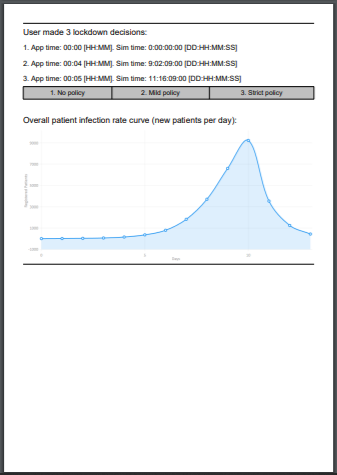 User made 3 lockdown decisions:
1. App time: 00:00 [HH:MM]. Sim time: 0:00:00:00 [DD:HH:MM:SS]
2. App time: 00:04 [HH:MM]. Sim time: 9:02:09:00 [DD:HH:MM:SS]
3. App time: 00:05 [HH:MM]. Sim time: 11:16:09:00 [DD:HH:MM:SS]
1. No policy 2. Mild policy 3. Strict policy
Overall patient infection rate curve (new patients per day):
Registered Patients
0 5 10
Days